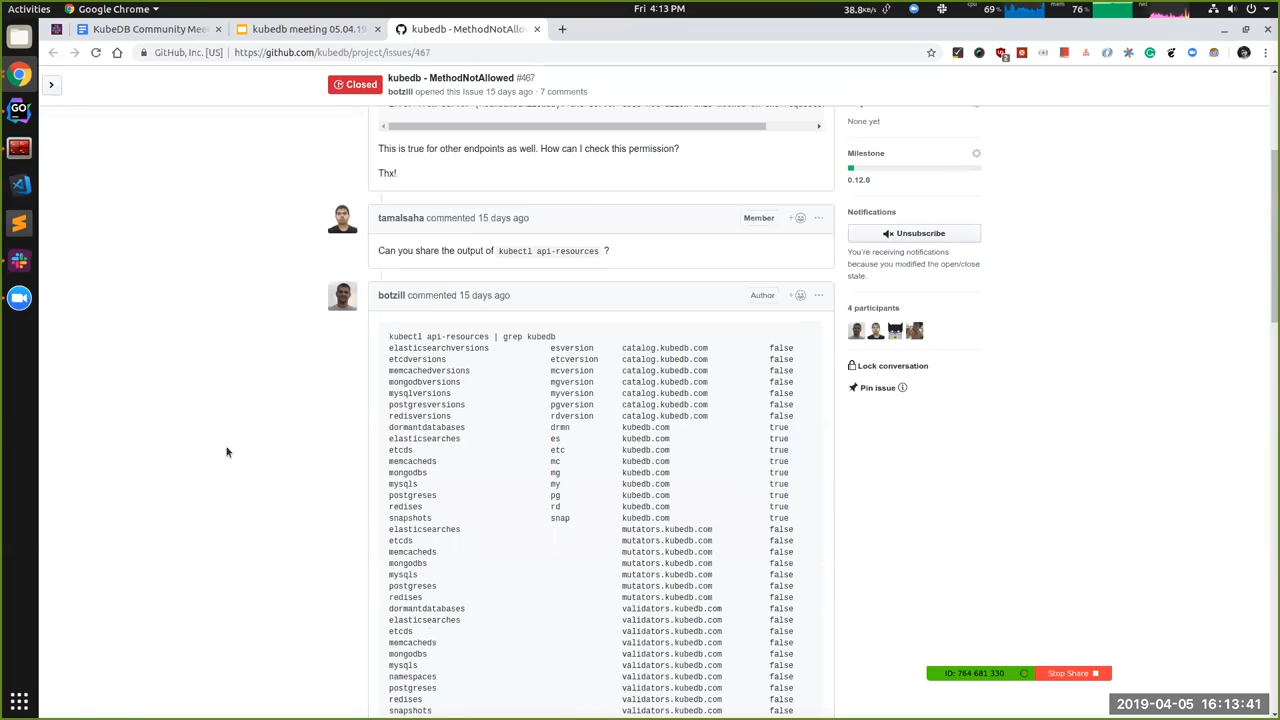 Activities
Google Chrome
Fri 4:13 PM
38.8KB/s
cpu
69%
mem
76%
net
KubeDB Community Mee
kubedb meeting 05.04.19
kubedb - MethodNotAllo
GitHub, Inc. [US]
https://github.com/kubedb/project/issues/467
Closed
kubedb - MethodNotAllowed #467
botzill opened this Issue 15 days ago · 7 comments
This is true for other endpoints as well. How can I check this permission?
Thx!
tamalsaha commented 15 days ago
Member
Can you share the output of kubectl api-resources ?
botzill commented 15 days ago
Author
kubectl api-resources | grep kubedb
elasticsearchversions esversion catalog.kubedb.com false
etcdversions etcversion catalog.kubedb.com false
memcachedversions mcversion catalog.kubedb.com false
mongodbversions mgversion catalog.kubedb.com false
mysqlversions myversion catalog.kubedb.com false
postgresversions pgversion catalog.kubedb.com false
redisversions rdversion catalog.kubedb.com false
dormantdatabases drmn kubedb.com true
elasticsearches es kubedb.com true
etcds etc kubedb.com true
memcacheds mc kubedb.com true
mongodbs mg kubedb.com true
mysqls my kubedb.com true
postgreses pg kubedb.com true
redises rd kubedb.com true
snapshots snap kubedb.com true
elasticsearches mutators.kubedb.com false
etcds mutators.kubedb.com false
memcacheds mutators.kubedb.com false
mongodbs mutators.kubedb.com false
mysqls mutators.kubedb.com false
postgreses mutators.kubedb.com false
redises mutators.kubedb.com false
dormantdatabases validators.kubedb.com false
elasticsearches validators.kubedb.com false
etcds validators.kubedb.com false
memcacheds validators.kubedb.com false
mongodbs validators.kubedb.com false
mysqls validators.kubedb.com false
namespaces validators.kubedb.com false
postgreses validators.kubedb.com false
redises validators.kubedb.com false
snapshots validators.kubedb.com false
None yet
Milestone
0.12.0
Notifications
Unsubscribe
You're receiving notifications
because you modified the open/close
state.
4 participants
Lock conversation
Pin issue
ID: 764 681 330
Stop Share
2019-04-05 16:13:41